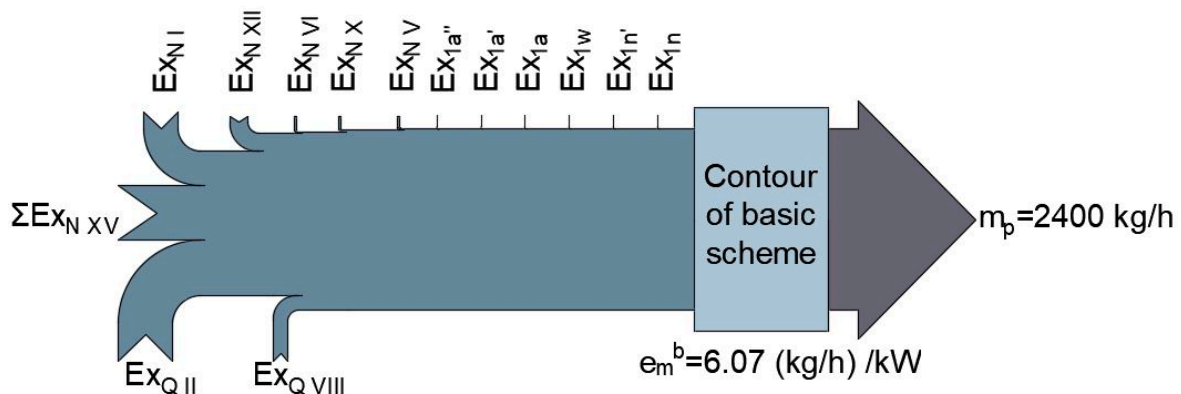 Ex_N I
Ex_N XII
Ex_N VI
Ex_N X
Ex_N V
Ex_1a"
Ex_1a'
Ex_1a
Ex_1w
Ex_1n'
Ex_1n
ΣEx_N XV
Contour
of basic
scheme
m_p=2400 kg/h
Ex_Q II
Ex_Q VIII
e_m^b=6.07 (kg/h) /kW